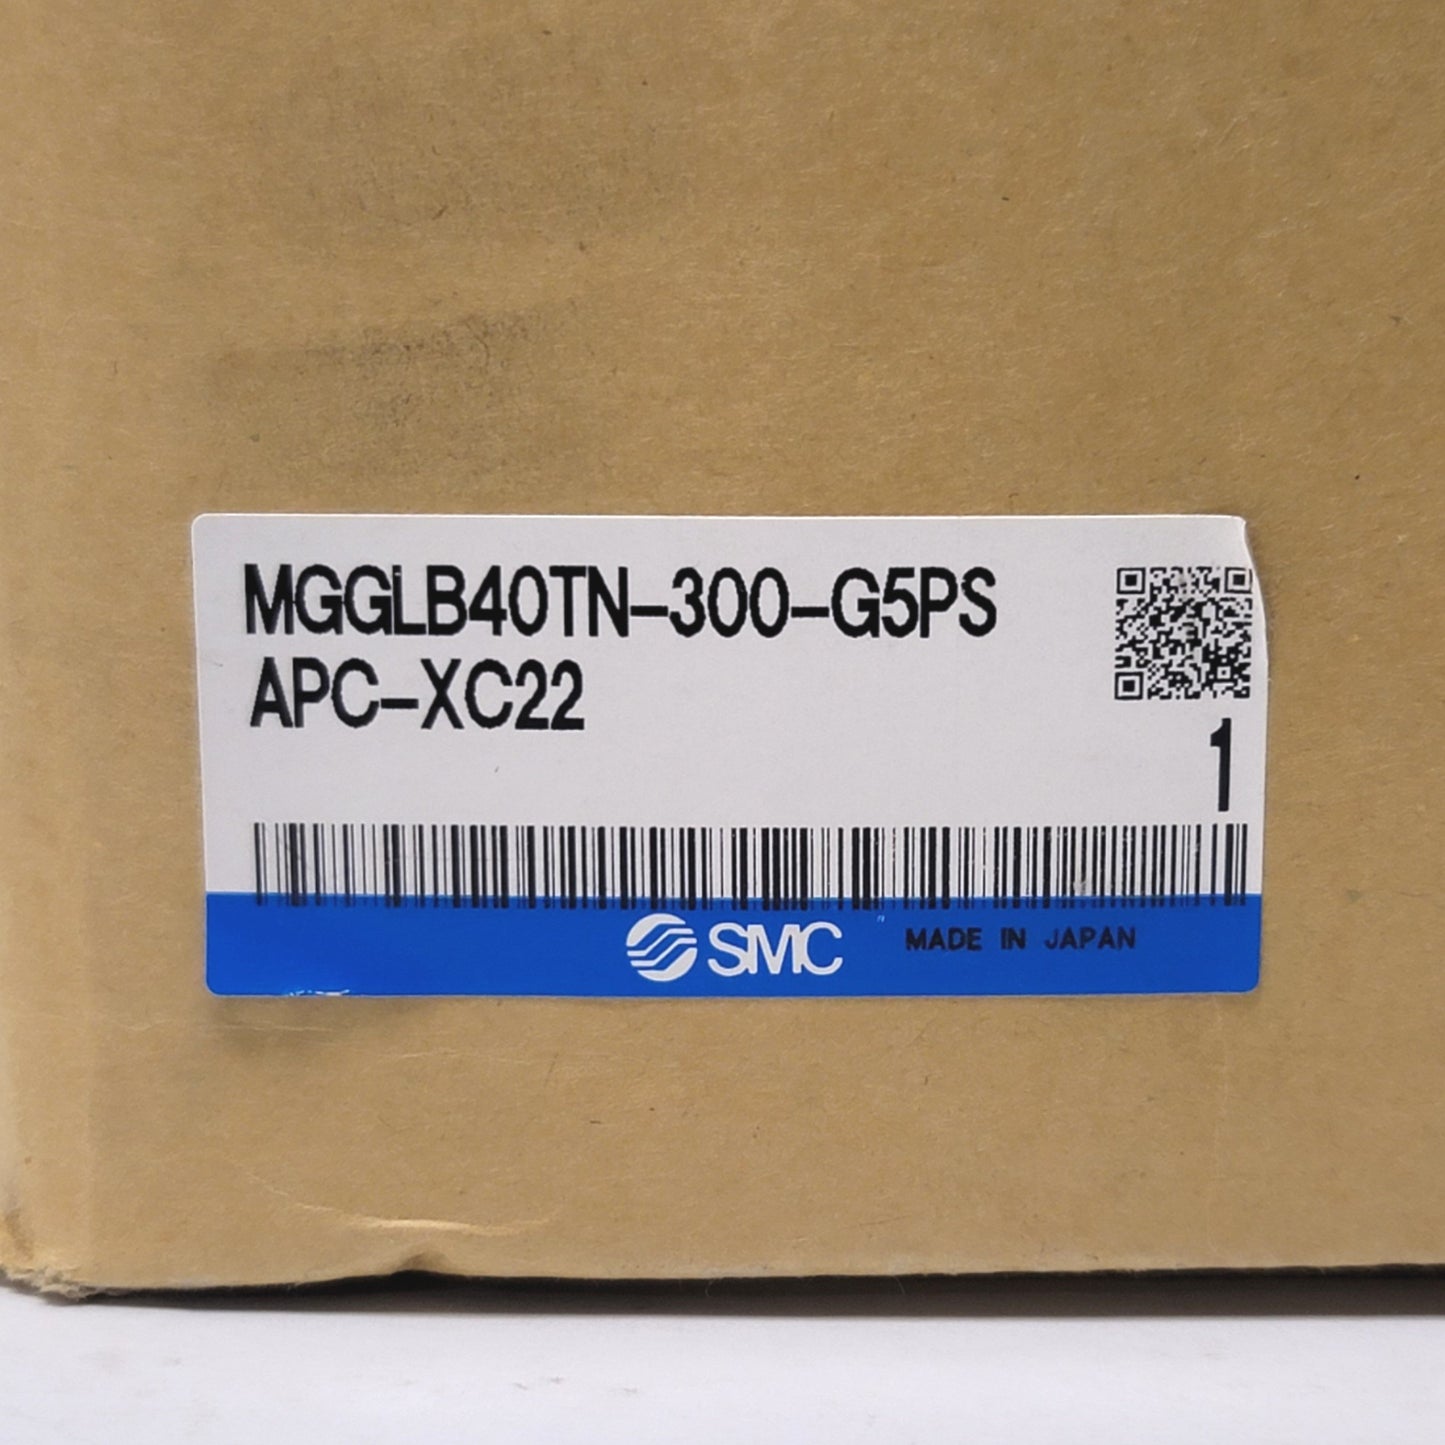 MGGLB40TN-300-G5PS
APC-XC22
1
SMC
MADE IN JAPAN